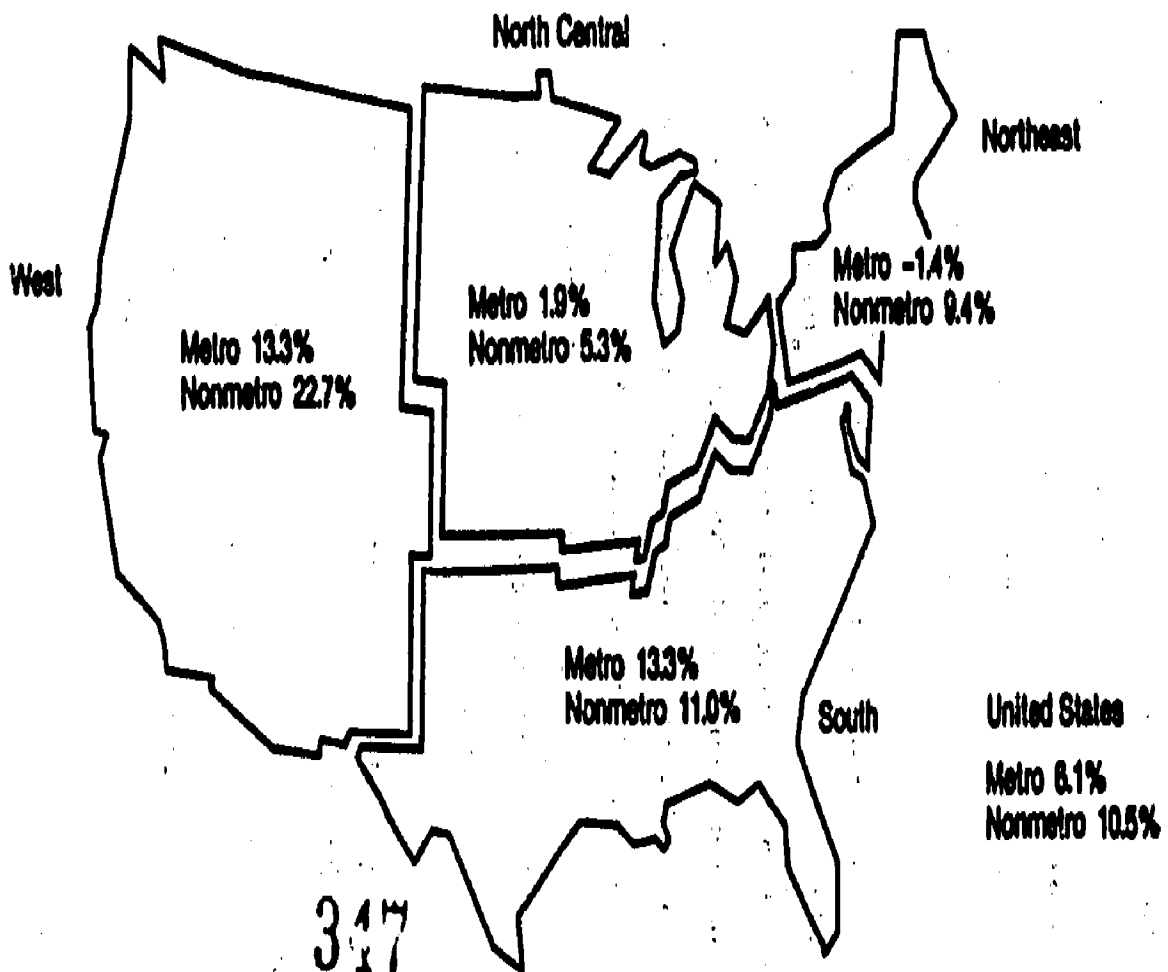 North Central
Northeast
West
Metro -1.4%
Nonmetro 9.4%
Metro 1.9%
Nonmetro 5.3%
Metro 13.3%
Nonmetro 22.7%
Metro 13.3%
Nonmetro 11.0%
South
United States
Metro 6.1%
Nonmetro 10.5%